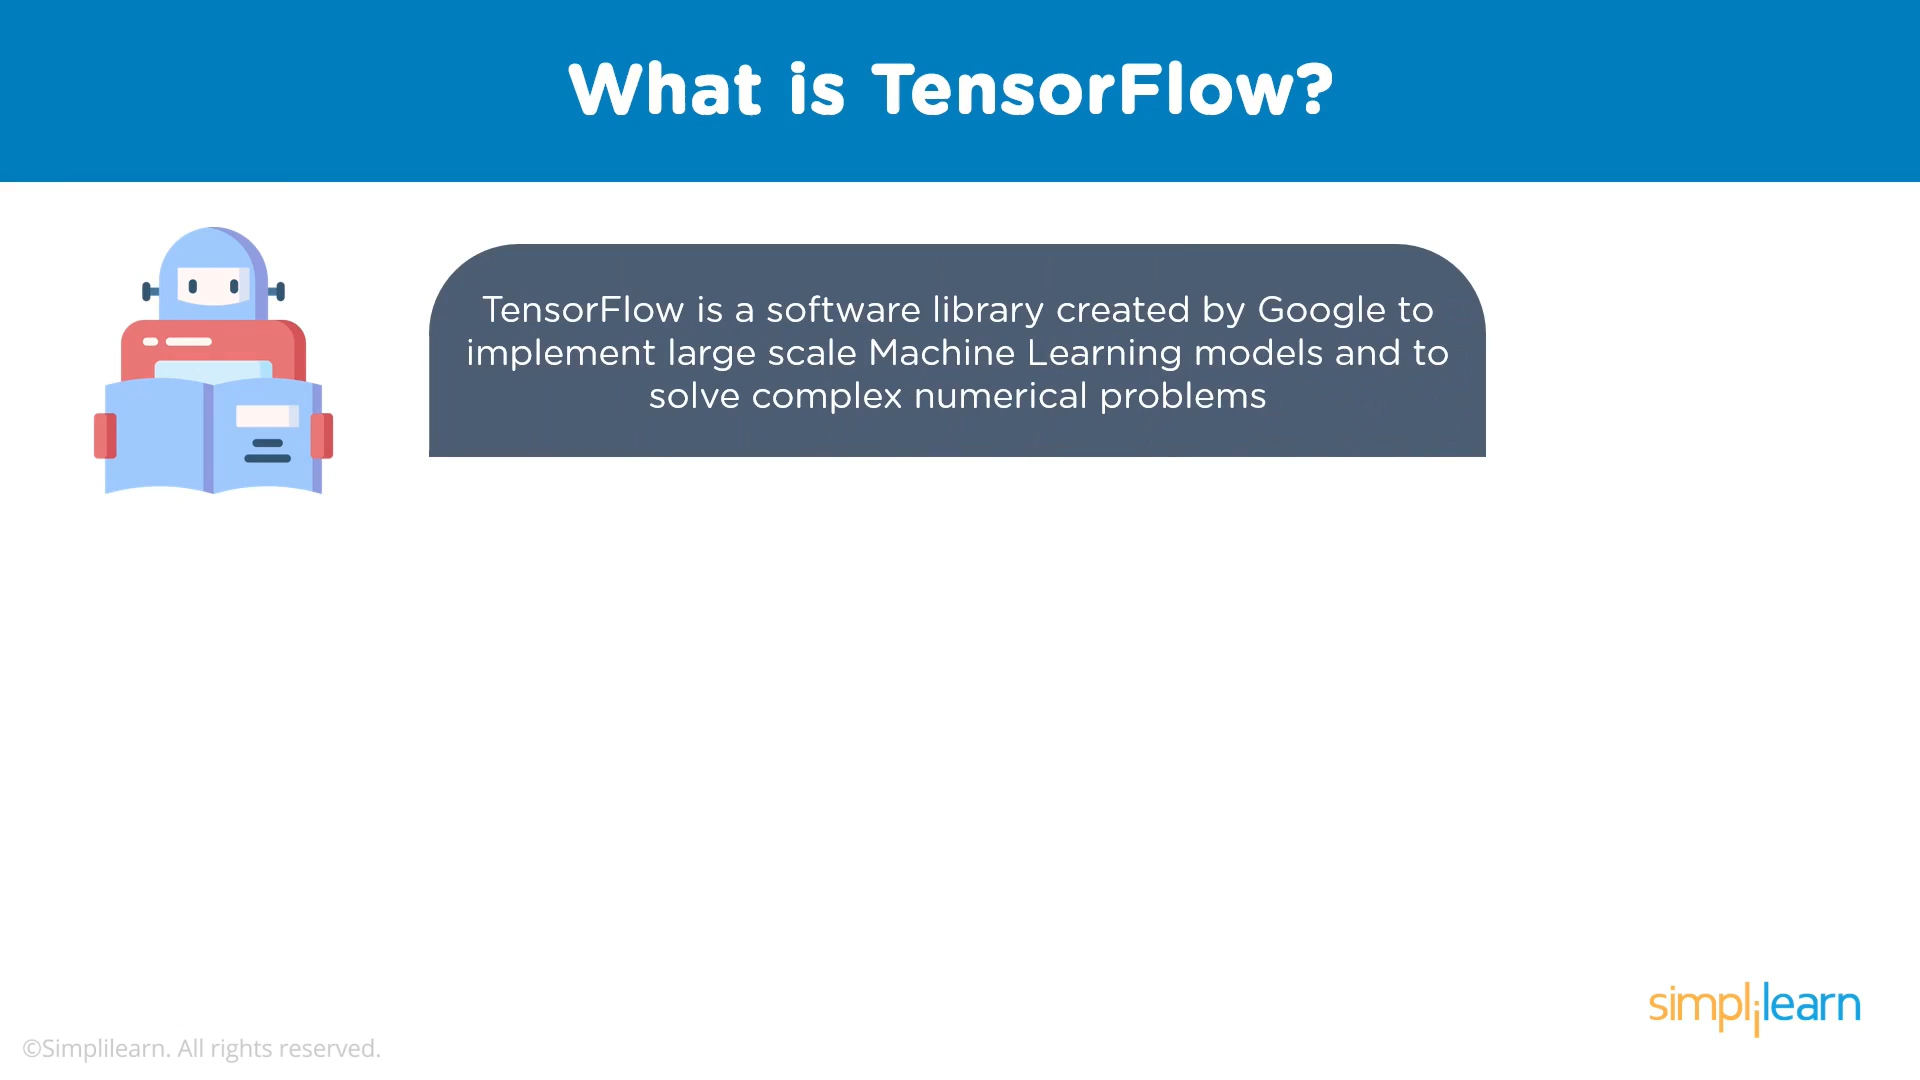 What is TensorFlow?
TensorFlow is a software library created by Google to
implement large scale Machine Learning models and to
solve complex numerical problems
simplilearn
©Simplilearn. All rights reserved.